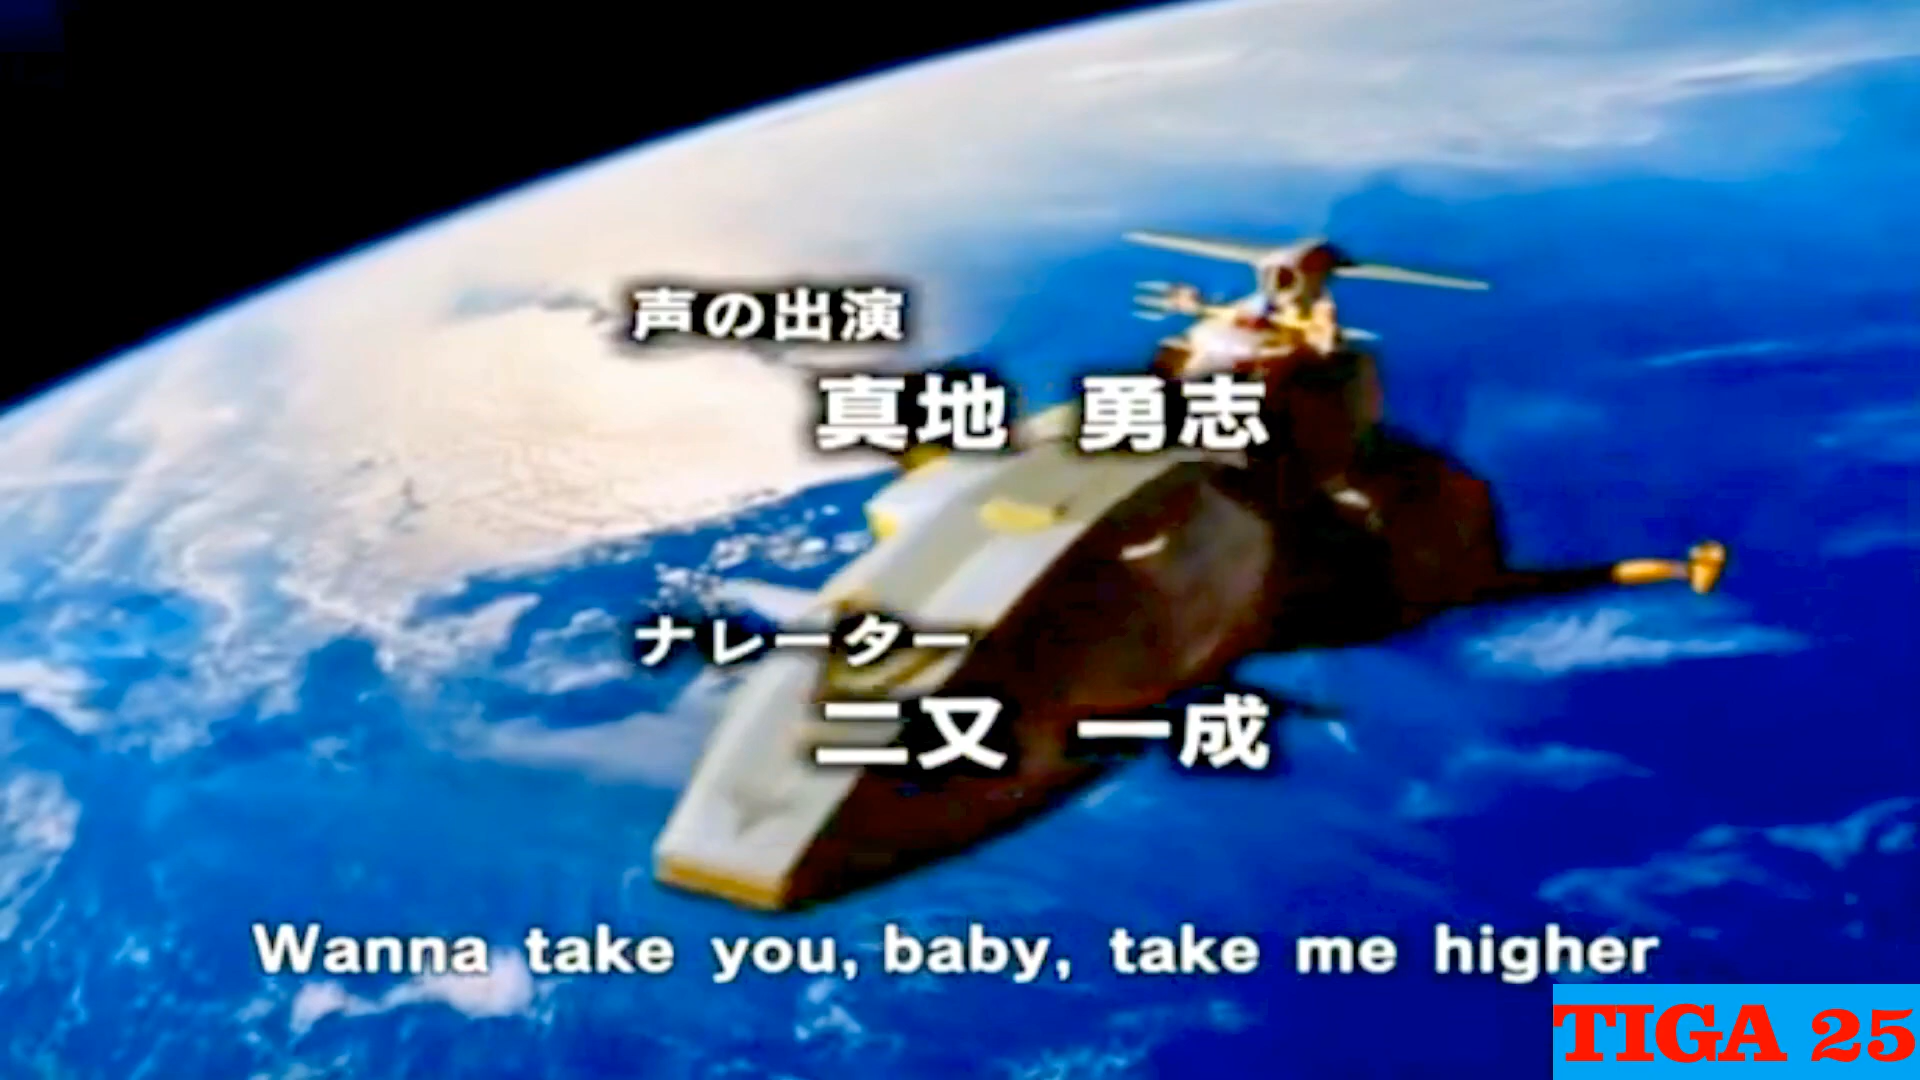 声の出演
真地 勇志
ナレーター
二又 一成
Wanna take you, baby, take me higher
TIGA 25